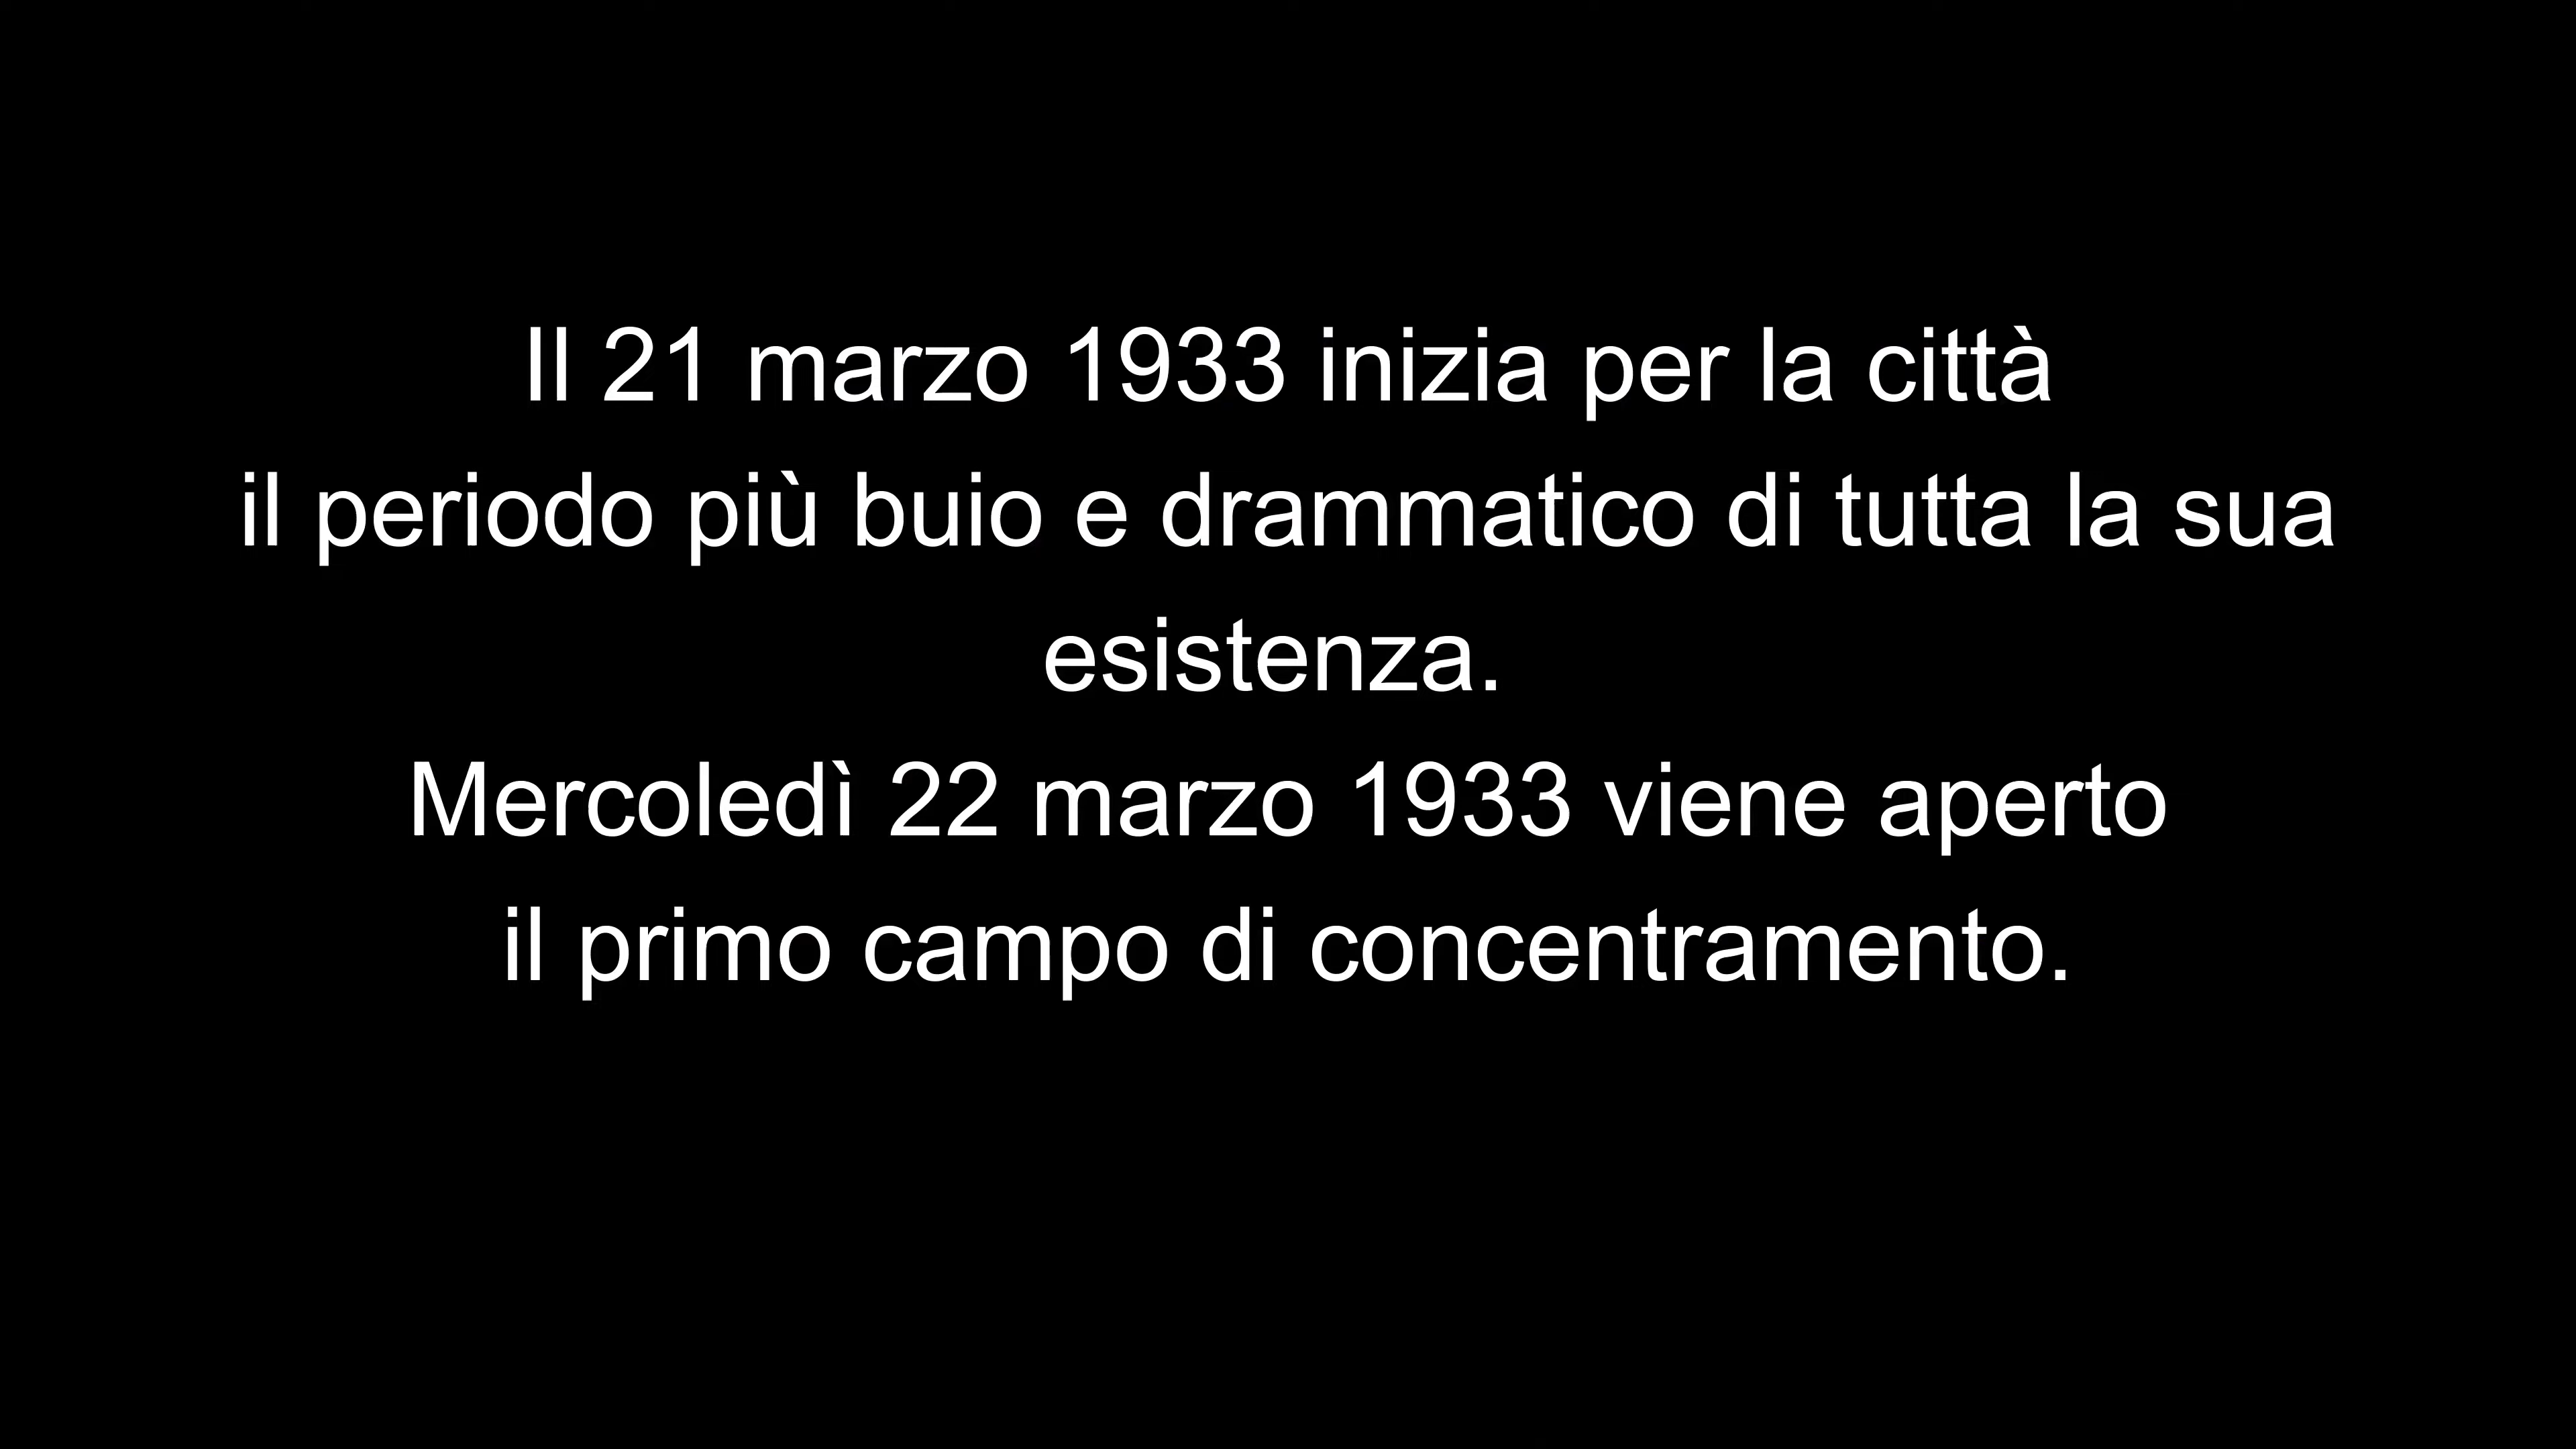 Il 21 marzo 1933 inizia per la città
il periodo più buio e drammatico di tutta la sua
esistenza.
Mercoledì 22 marzo 1933 viene aperto
il primo campo di concentramento.